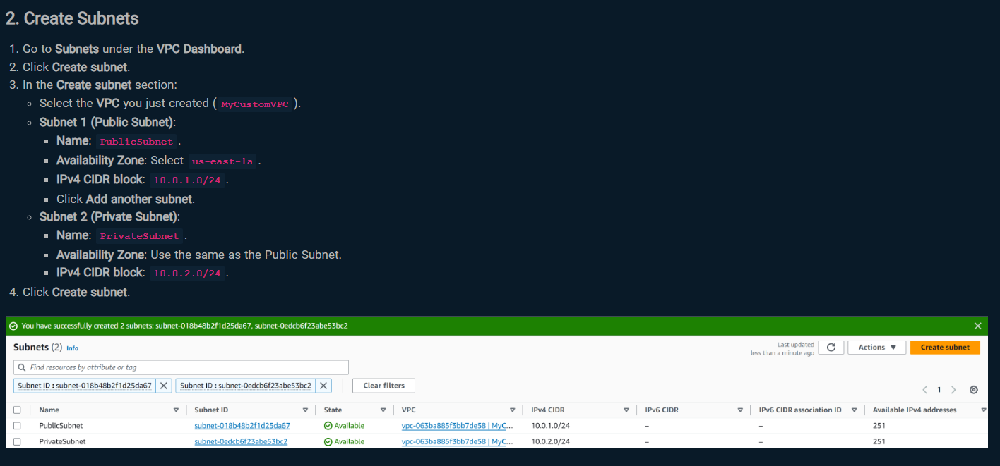 2. Create Subnets
1. Go to Subnets under the VPC Dashboard.
2. Click Create subnet.
3. In the Create subnet section:
Select the VPC you just created ( MyCustomVPC ).
Subnet 1 (Public Subnet):
Name: PublicSubnet .
Availability Zone: Select us-east-1a .
IPv4 CIDR block: 10.0.1.0/24 .
Click Add another subnet.
Subnet 2 (Private Subnet):
Name: PrivateSubnet .
Availability Zone: Use the same as the Public Subnet.
IPv4 CIDR block: 10.0.2.0/24 .
4. Click Create subnet.
You have successfully created 2 subnets: subnet-018b48b2f1d25da67, subnet-0edcb6f23abe53bc2
Subnets (2) Info
Last updated
less than a minute ago
Actions
Create subnet
Find resources by attribute or tag
Subnet ID : subnet-018b48b2f1d25da67 Subnet ID : subnet-0edcb6f23abe53bc2 Clear filters
1
Name Subnet ID State VPC IPv4 CIDR IPv6 CIDR IPv6 CIDR association ID Available IPv4 addresses
PublicSubnet subnet-018b48b2f1d25da67 Available vpc-063ba885f3bb7de58 | MyC... 10.0.1.0/24 – – 251
PrivateSubnet subnet-0edcb6f23abe53bc2 Available vpc-063ba885f3bb7de58 | MyC... 10.0.2.0/24 – – 251